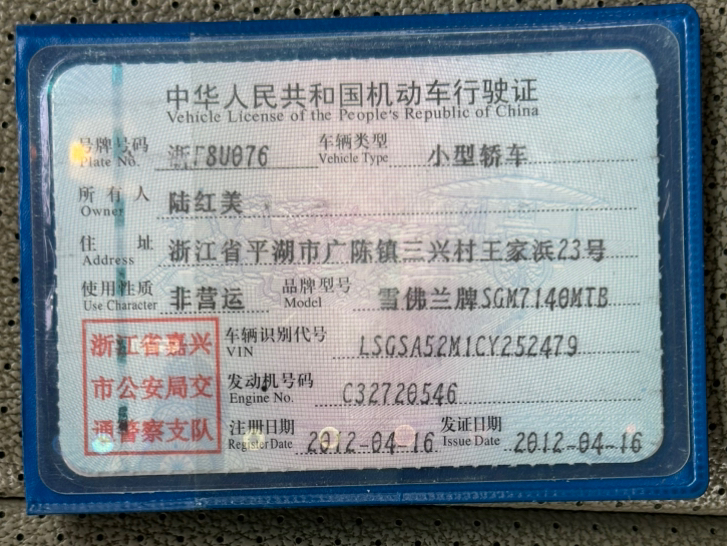 中华人民共和国机动车行驶证
Vehicle License of the People's Republic of China
号牌号码 浙F8U076 车辆类型 小型轿车
Plate No. Vehicle Type
所有人 陆红美
Owner
住址 浙江省平湖市广陈镇三兴村王家浜23号
Address
使用性质 非营运 品牌型号 雪佛兰牌SGM7140MTB
Use Character Model
浙江省嘉兴
市公安局交
通警察支队
车辆识别代号 LSGSA52M1CY252479
VIN
发动机号码 C32720546
Engine No.
注册日期 2012-04-16 发证日期 2012-04-16
Register Date Issue Date